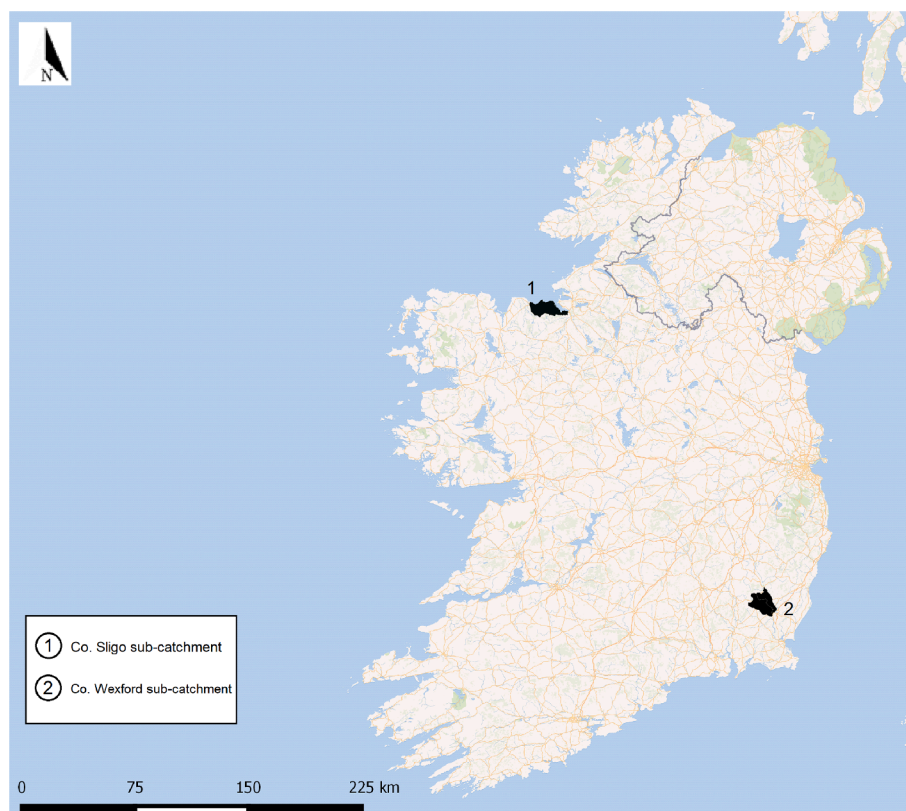 N
1
2
1 Co. Sligo sub-catchment
2 Co. Wexford sub-catchment
0 75 150 225 km